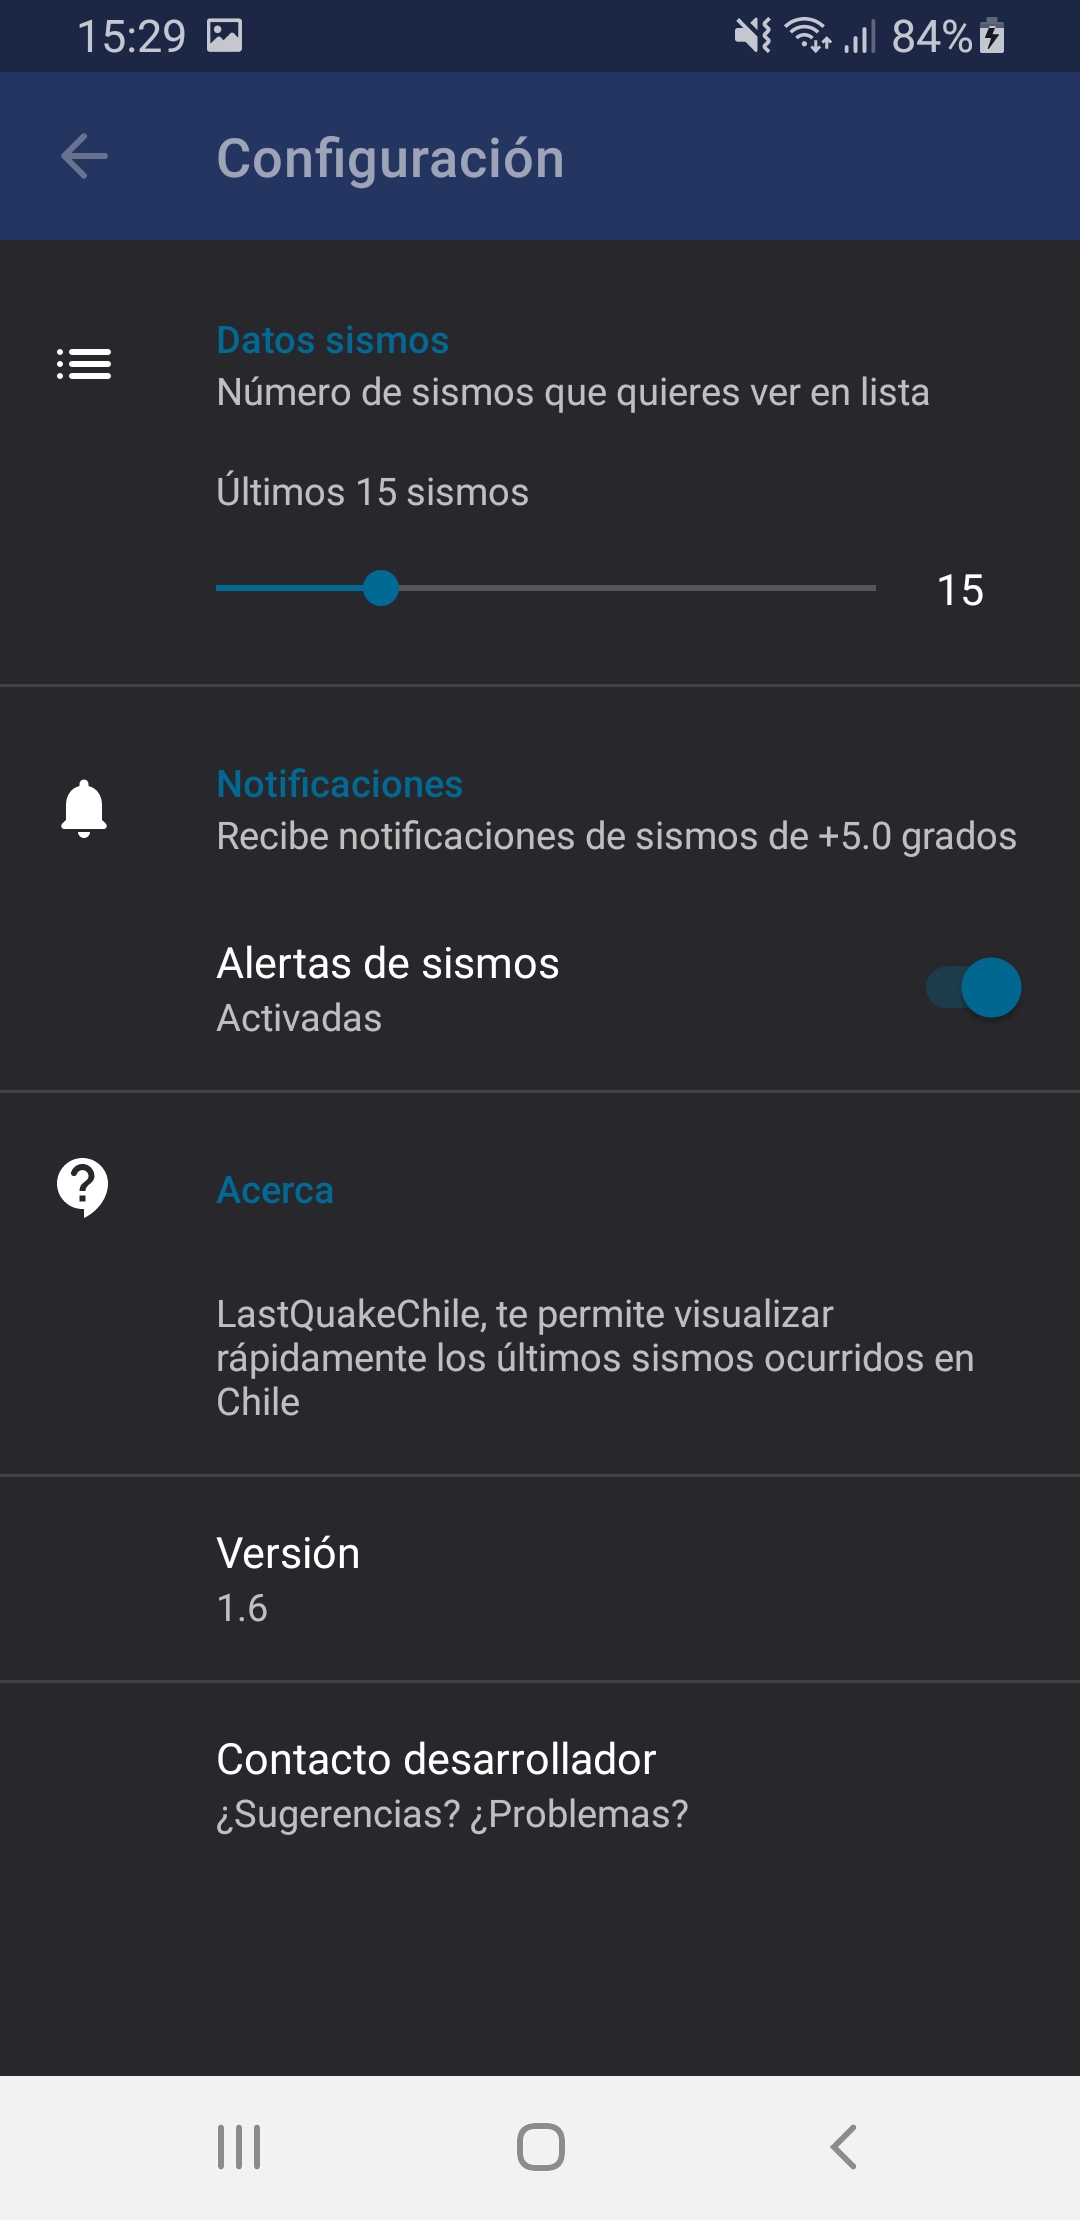 15:29
84%
Configuración
Datos sismos
Número de sismos que quieres ver en lista
Últimos 15 sismos
15
Notificaciones
Recibe notificaciones de sismos de +5.0 grados
Alertas de sismos
Activadas
Acerca
LastQuakeChile, te permite visualizar
rápidamente los últimos sismos ocurridos en
Chile
Versión
1.6
Contacto desarrollador
¿Sugerencias? ¿Problemas?